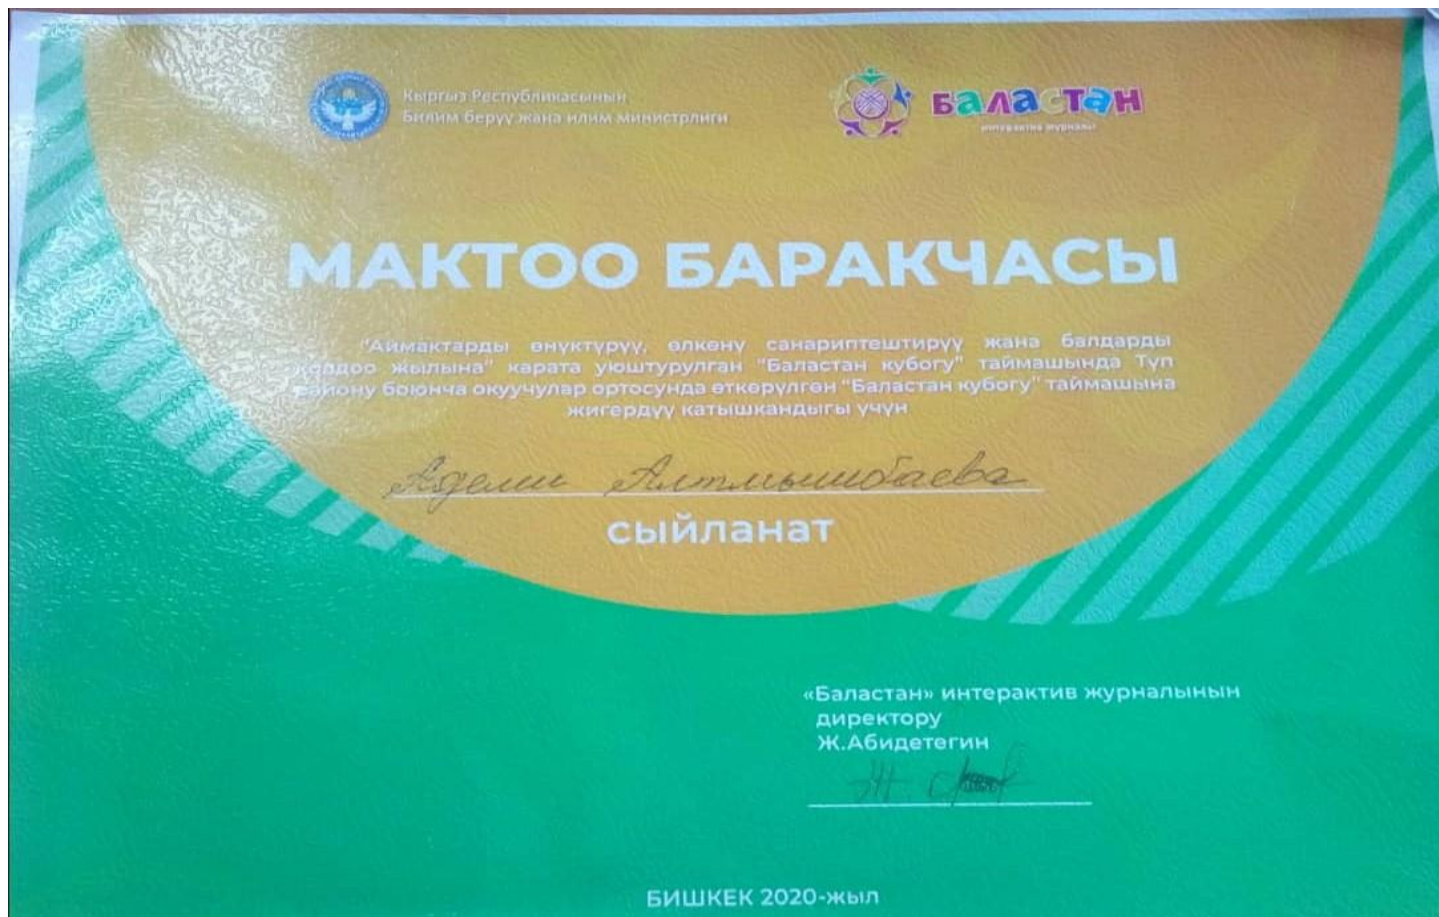 Кыргыз Республикасынын
Билим берүү жана илим министрлиги
Баластан
интерактив журналы
МАКТОО БАРАКЧАСЫ
"Аймактарды өнүктүрүү, өлкөнү санариптештирүү жана балдарды
колдоо жылына" карата уюштурулган "Баластан кубогу" таймашында Түп
району боюнча окуучулар ортосунда өткөрүлгөн "Баластан кубогу" таймашына
жигердүү катышкандыгы үчүн
Адеми Алтмышбаева
сыйланат
«Баластан» интерактив журналынын
директору
Ж.Абидетегин
БИШКЕК 2020-жыл